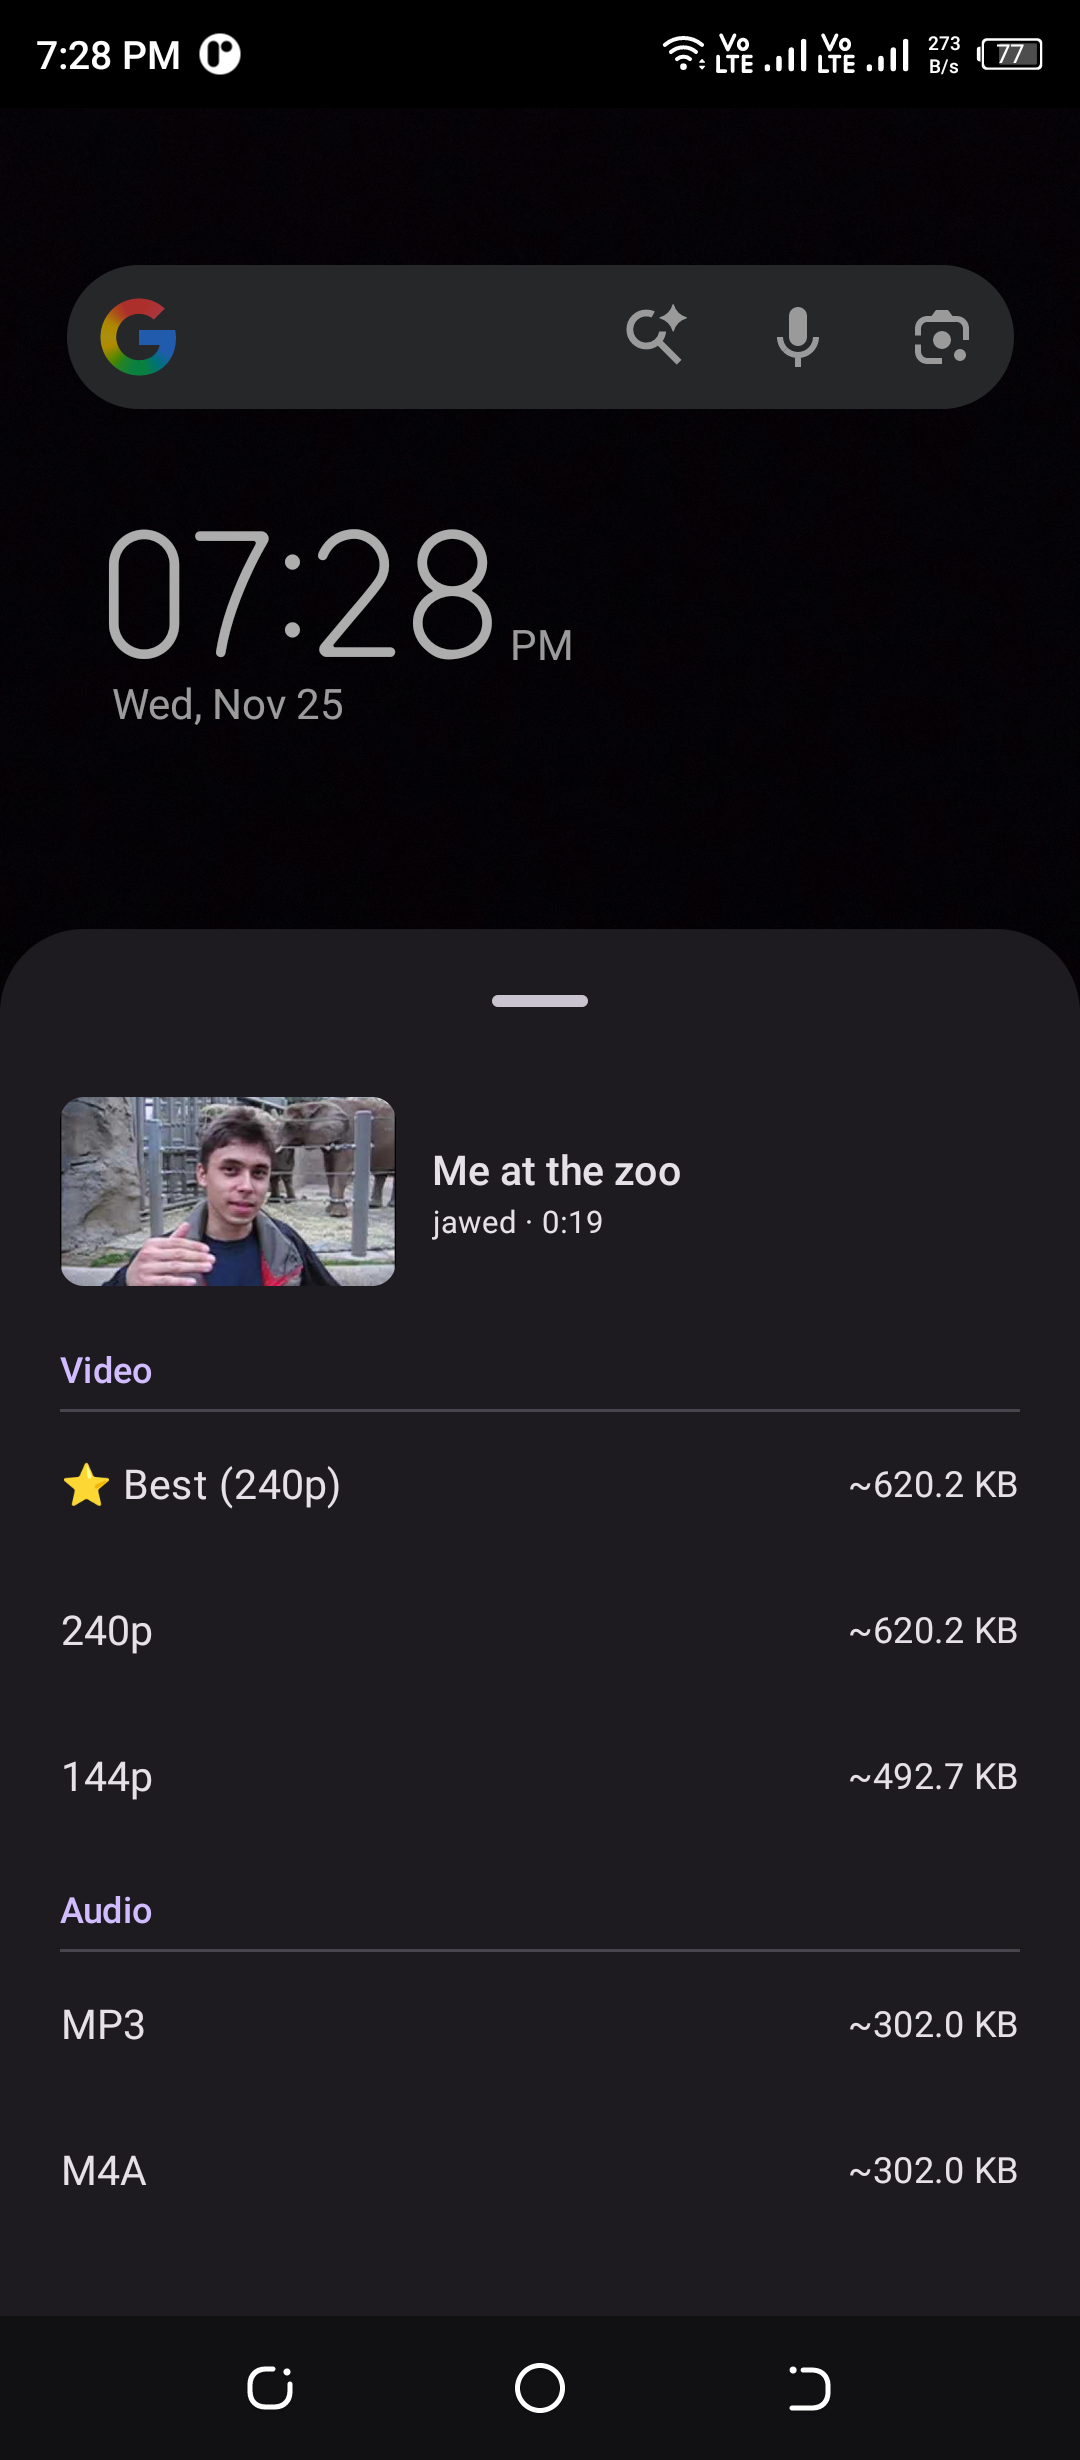 7:28 PM
Vo LTE Vo LTE 273 B/s 77
07:28 PM
Wed, Nov 25
Me at the zoo
jawed · 0:19
Video
⭐ Best (240p) ~620.2 KB
240p ~620.2 KB
144p ~492.7 KB
Audio
MP3 ~302.0 KB
M4A ~302.0 KB